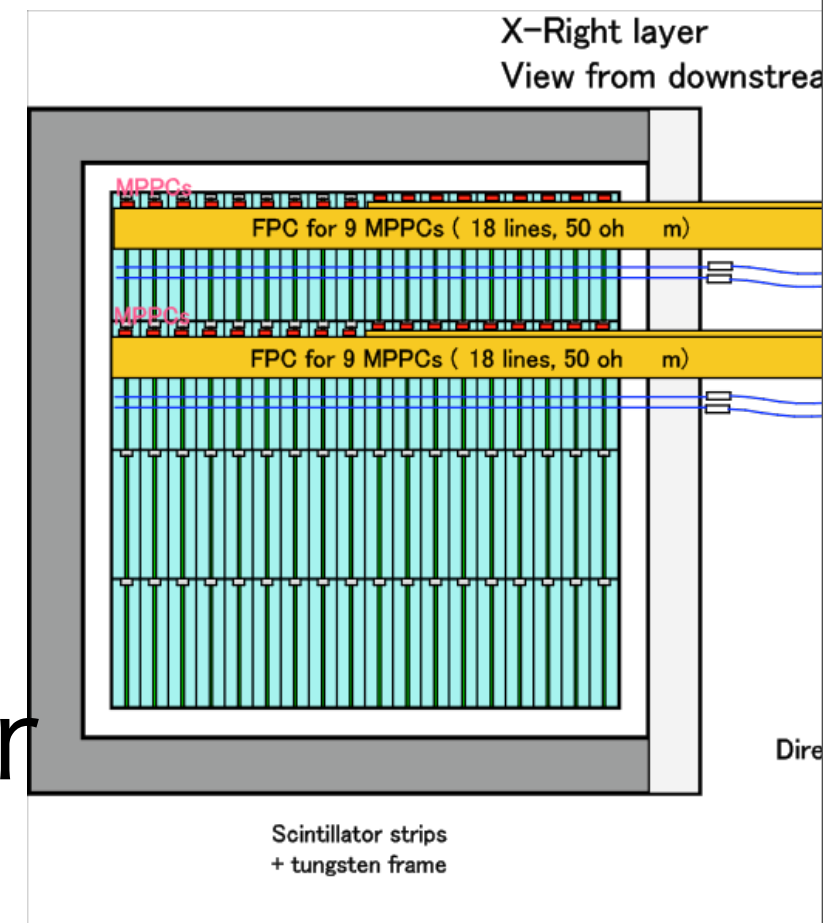 X-Right layer
View from downstrea
MPPCs
FPC for 9 MPPCs ( 18 lines, 50 oh m)
MPPCs
FPC for 9 MPPCs ( 18 lines, 50 oh m)
r
Dire
Scintillator strips
+ tungsten frame